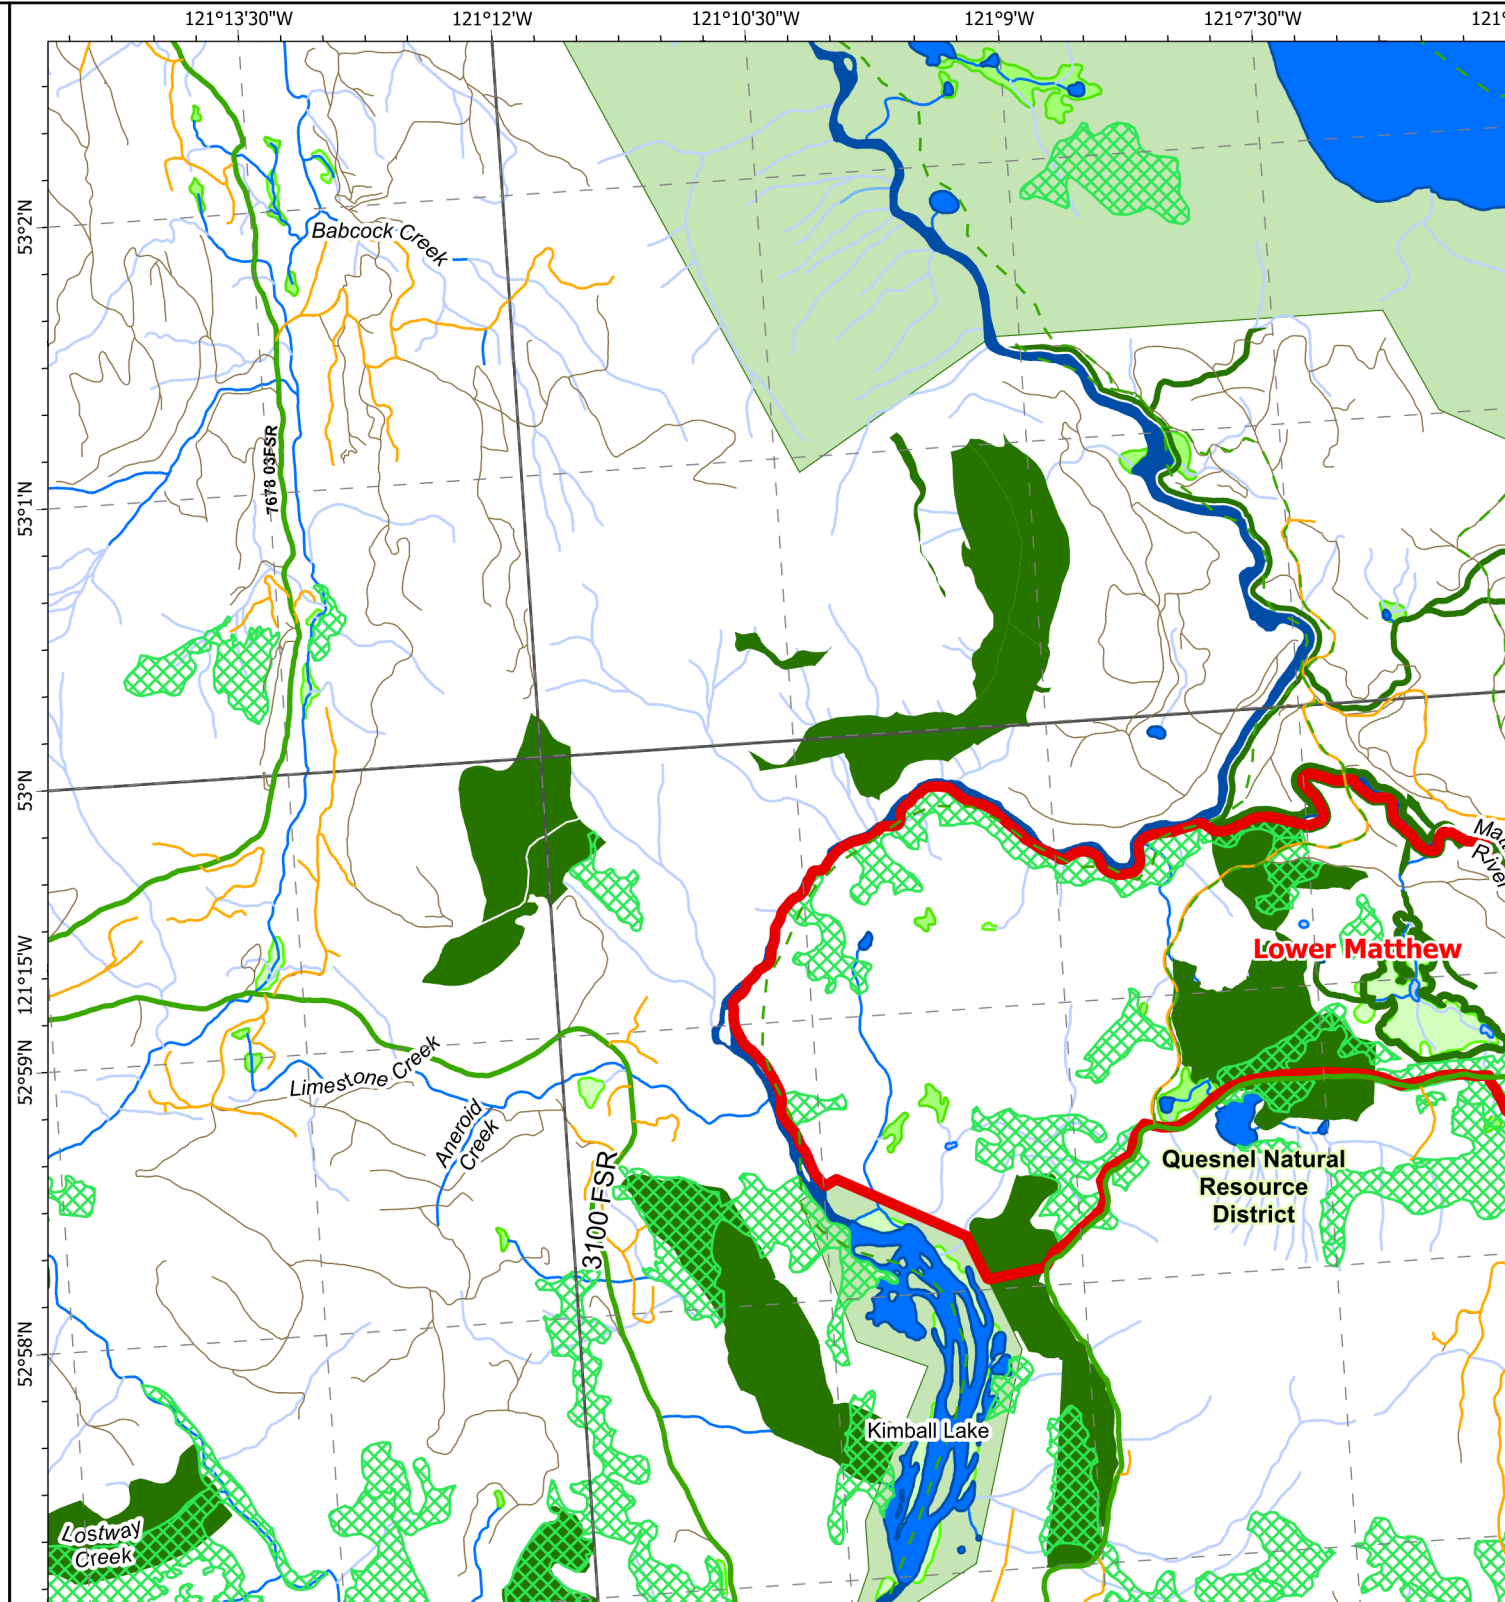 121°13'30"W
121°12'W
121°10'30"W
121°9'W
121°7'30"W
121°
53°2'N
Babcock Creek
7678 03FSR
53°1'N
53°N
121°15'W
52°59'N
Lower Matthew
Limestone Creek
Aneroid
Creek
3100 FSR
Quesnel Natural
Resource
District
52°58'N
Kimball Lake
Lostway
Creek